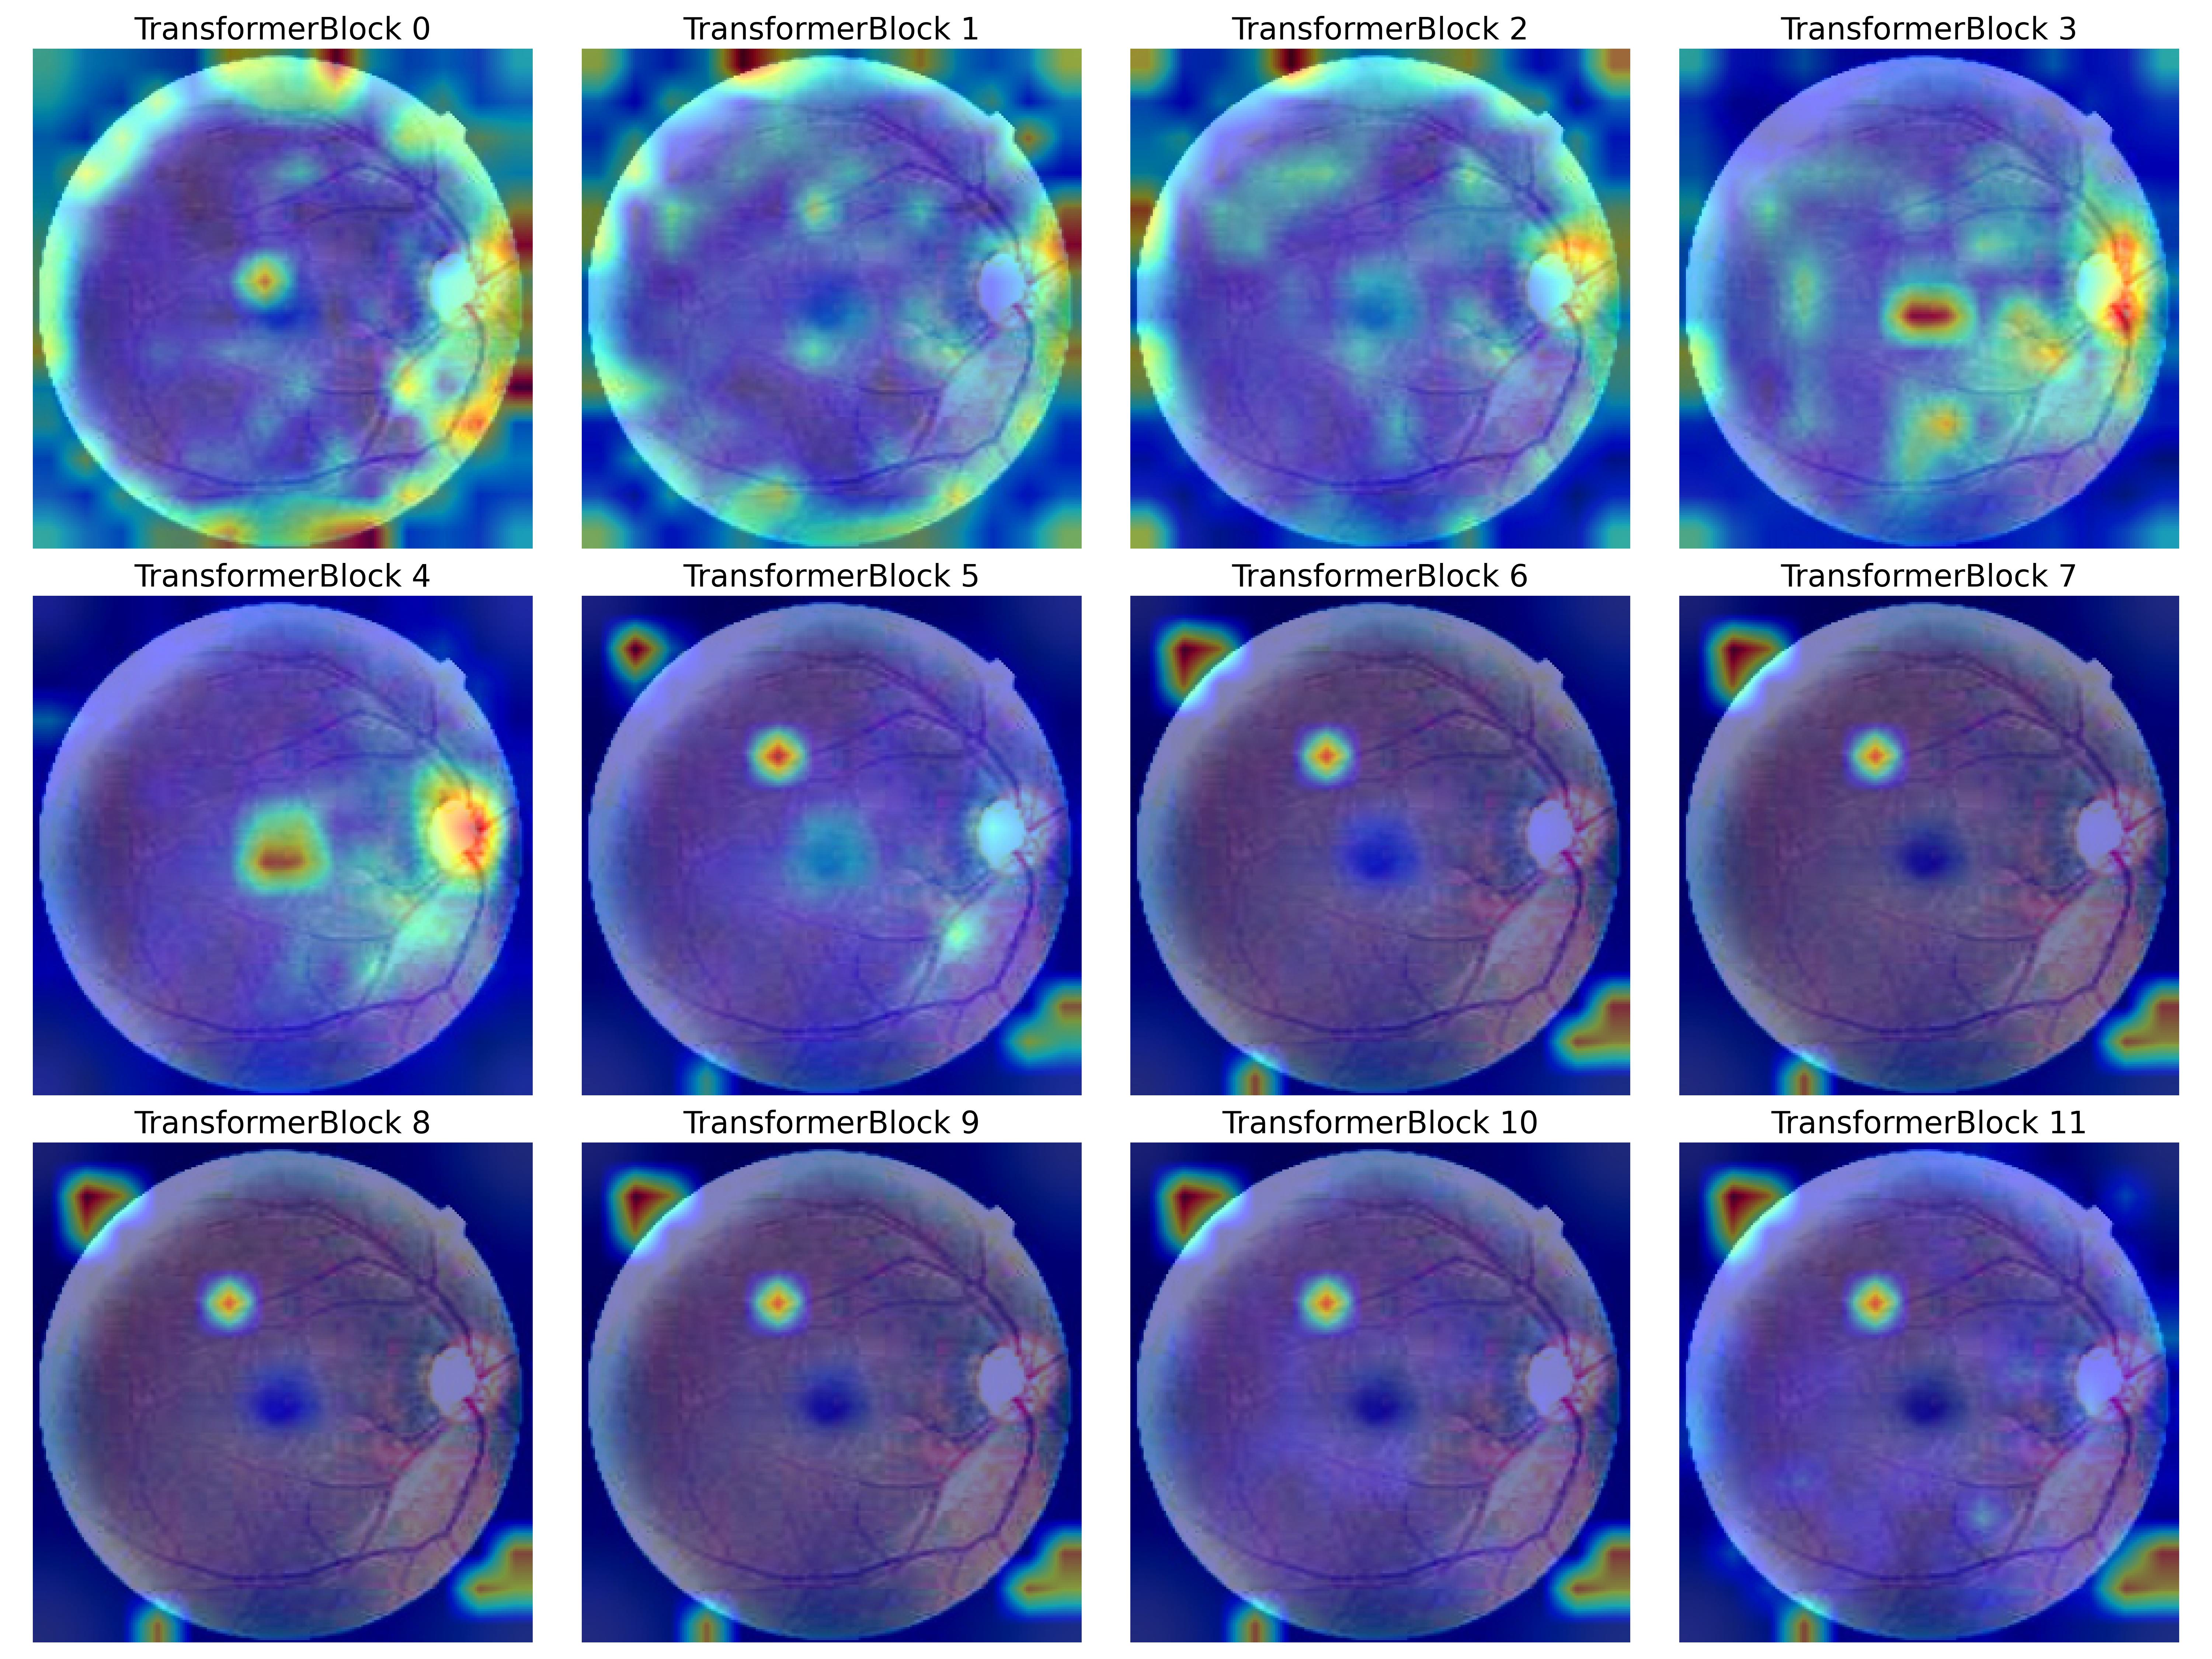 TransformerBlock 0
TransformerBlock 1
TransformerBlock 2
TransformerBlock 3
TransformerBlock 4
TransformerBlock 5
TransformerBlock 6
TransformerBlock 7
TransformerBlock 8
TransformerBlock 9
TransformerBlock 10
TransformerBlock 11